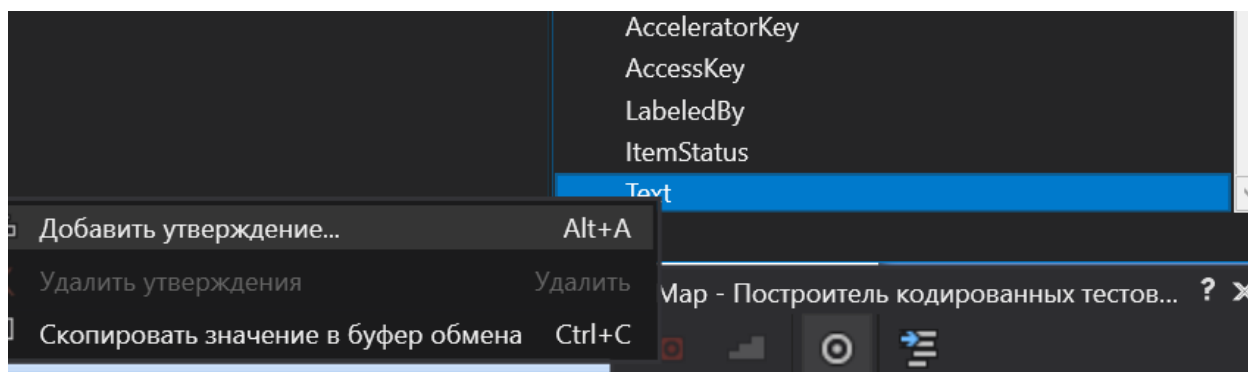 AcceleratorKey
AccessKey
LabeledBy
ItemStatus
Text
Добавить утверждение... Alt+A
Удалить утверждения Удалить
Скопировать значение в буфер обмена Ctrl+C
Map - Построитель кодированных тестов... ?